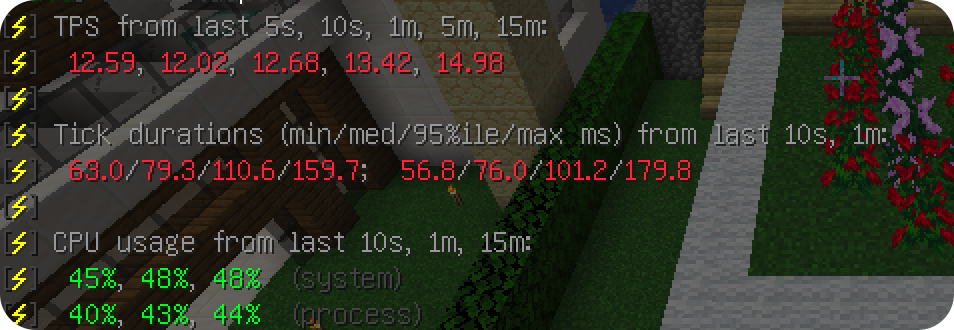 [⚡] TPS from last 5s, 10s, 1m, 5m, 15m:
[⚡] 12.59, 12.02, 12.68, 13.42, 14.98
[⚡]
[⚡] Tick durations (min/med/95%ile/max ms) from last 10s, 1m:
[⚡] 63.0/79.3/110.6/159.7; 56.8/76.0/101.2/179.8
[⚡]
[⚡] CPU usage from last 10s, 1m, 15m:
[⚡] 45%, 48%, 48% (system)
[⚡] 40%, 43%, 44% (process)